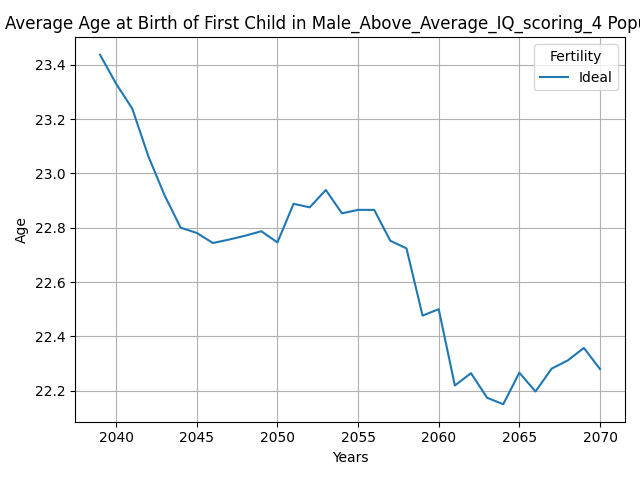 Average Age at Birth of First Child in Male_Above_Average_IQ_scoring_4 Popu
Fertility
Ideal
23.4
23.2
23.0
22.8
22.6
22.4
22.2
Age
2040 2045 2050 2055 2060 2065 2070
Years